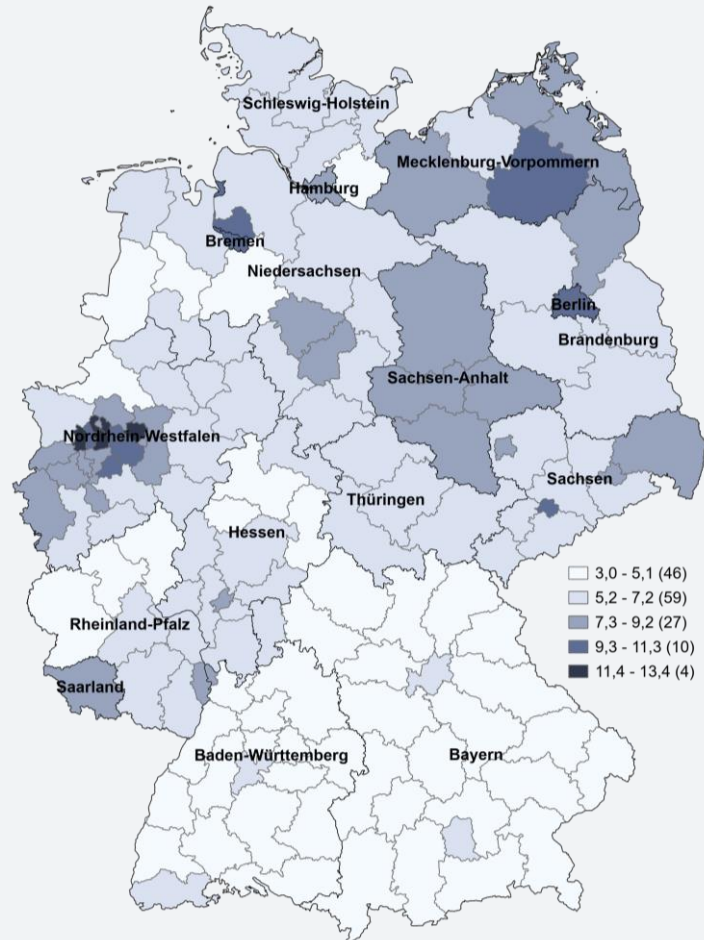 Schleswig-Holstein
Mecklenburg-Vorpommern
Hamburg
Bremen
Niedersachsen
Berlin
Brandenburg
Sachsen-Anhalt
Nordrhein-Westfalen
Sachsen
Thüringen
Hessen
Rheinland-Pfalz
Saarland
Baden-Württemberg
Bayern
3,0 - 5,1 (46)
5,2 - 7,2 (59)
7,3 - 9,2 (27)
9,3 - 11,3 (10)
11,4 - 13,4 (4)